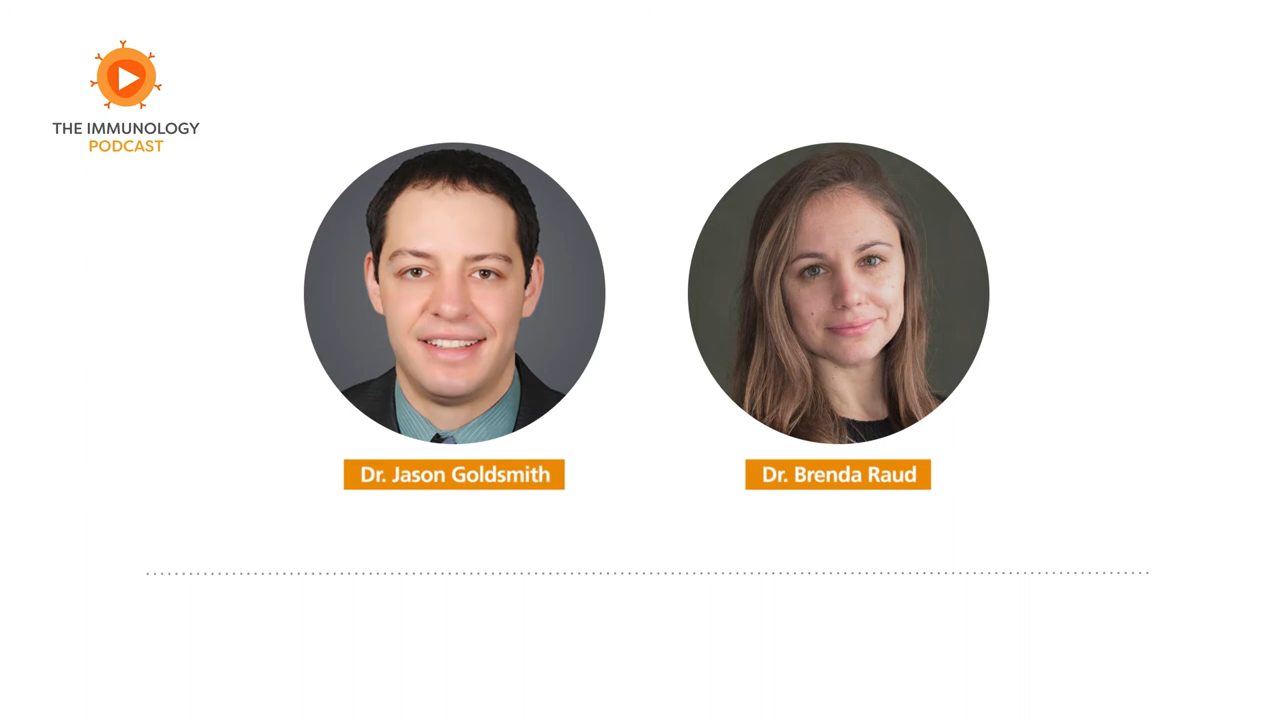 THE IMMUNOLOGY
PODCAST
Dr. Jason Goldsmith
Dr. Brenda Raud